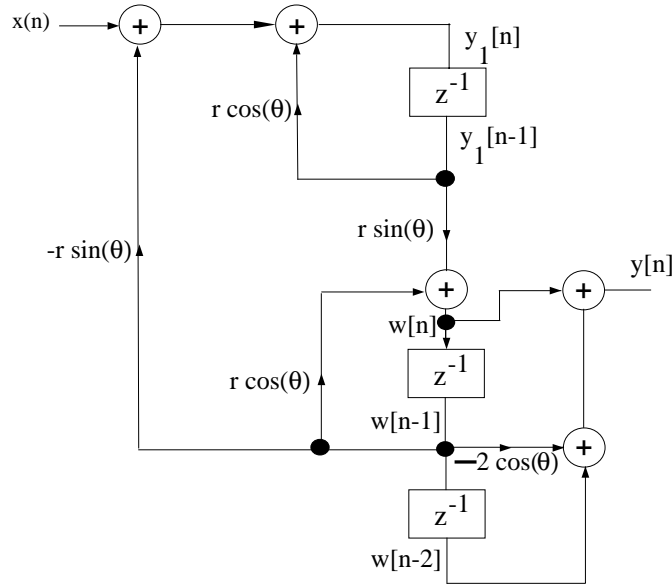 x(n)
+
+
y₁[n]
z⁻¹
r cos(θ)
y₁[n-1]
r sin(θ)
-r sin(θ)
+
+
y[n]
w[n]
r cos(θ)
z⁻¹
w[n-1]
−2 cos(θ)
+
z⁻¹
w[n-2]